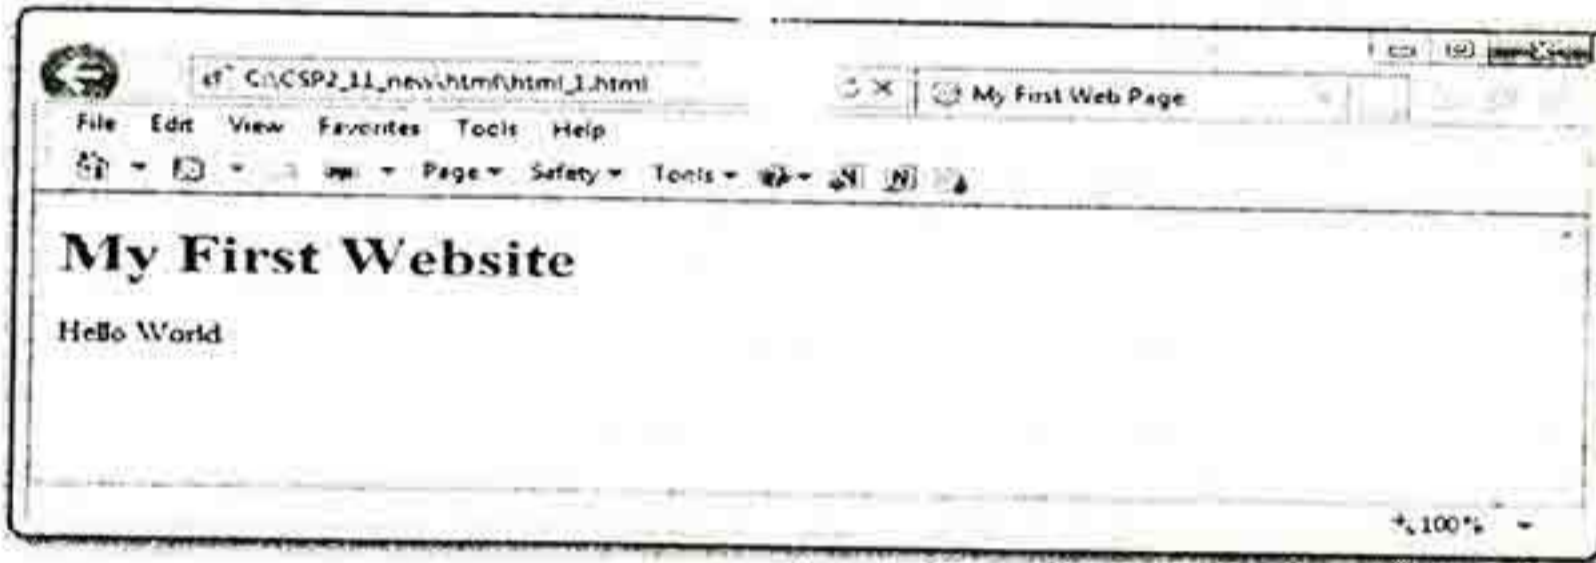 C:\CSP2_11_new\html\html_1.html
My First Web Page
File Edit View Favorites Tools Help
Page Safety Tools
My First Website
Hello World
100%